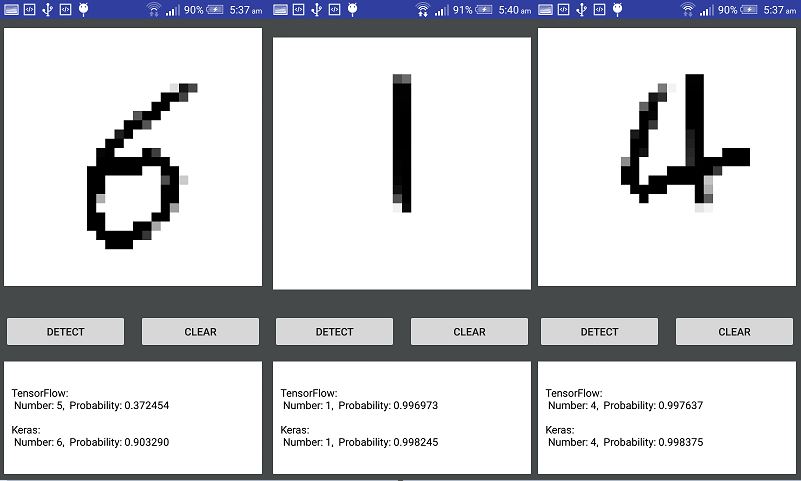 90% 5:37 am
6
DETECT CLEAR
TensorFlow:
Number: 5, Probability: 0.372454
Keras:
Number: 6, Probability: 0.903290
91% 5:40 am
1
DETECT CLEAR
TensorFlow:
Number: 1, Probability: 0.996973
Keras:
Number: 1, Probability: 0.998245
90% 5:37 am
4
DETECT CLEAR
TensorFlow:
Number: 4, Probability: 0.997637
Keras:
Number: 4, Probability: 0.998375